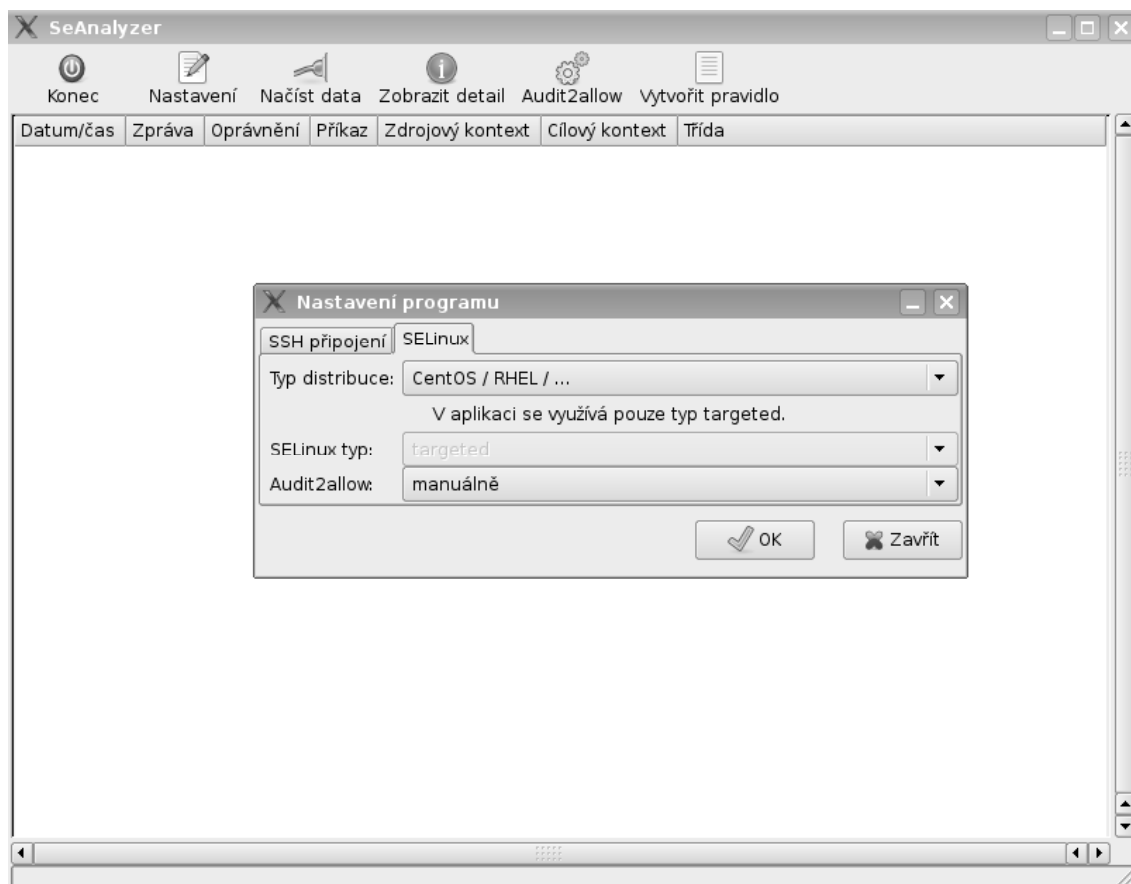 SeAnalyzer
Konec Nastavení Načíst data Zobrazit detail Audit2allow Vytvořit pravidlo
Datum/čas Zpráva Oprávnění Příkaz Zdrojový kontext Cílový kontext Třída
Nastavení programu
SSH připojení SELinux
Typ distribuce: CentOS / RHEL / ...
V aplikaci se využívá pouze typ targeted.
SELinux typ: targeted
Audit2allow: manuálně
OK Zavřít